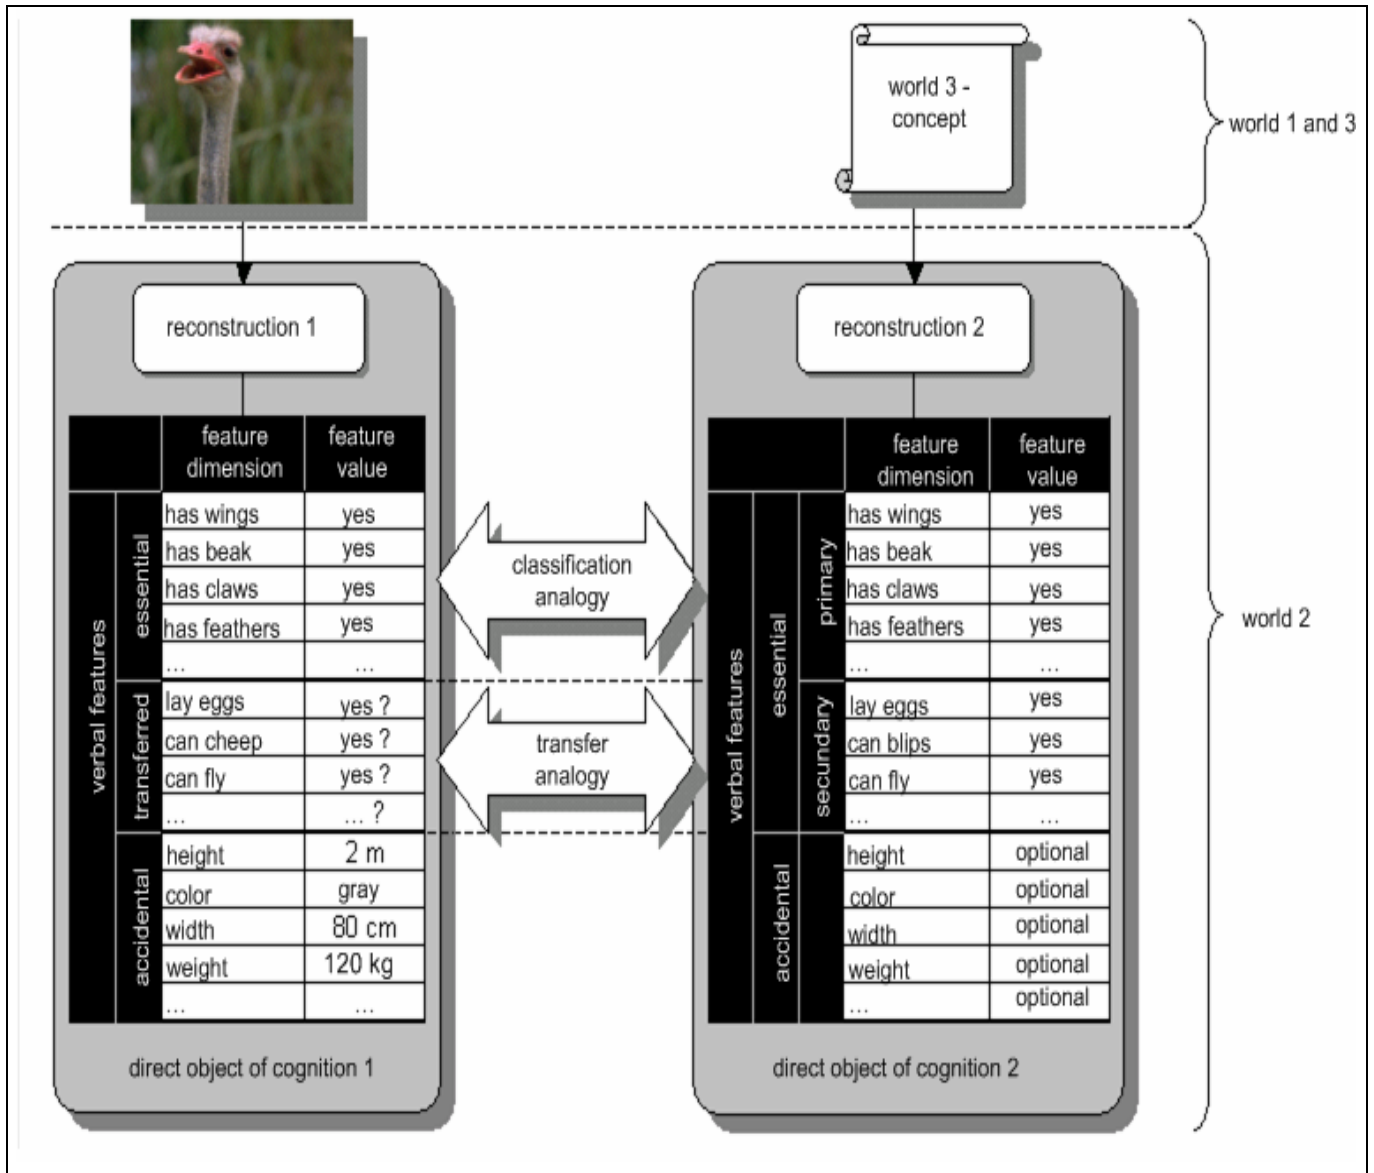 world 3 -
concept
world 1 and 3
reconstruction 1
feature
dimension
feature
value
verbal features
essential
has wings yes
has beak yes
has claws yes
has feathers yes
... ...
transferred
lay eggs yes ?
can cheep yes ?
can fly yes ?
... ... ?
accidental
height 2 m
color gray
width 80 cm
weight 120 kg
... ...
direct object of cognition 1
classification
analogy
transfer
analogy
reconstruction 2
feature
dimension
feature
value
verbal features
essential
primary
has wings yes
has beak yes
has claws yes
has feathers yes
... ...
secundary
lay eggs yes
can blips yes
can fly yes
... ...
accidental
height optional
color optional
width optional
weight optional
... optional
direct object of cognition 2
world 2